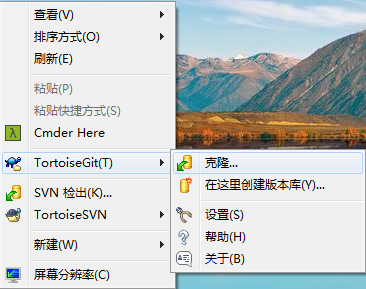 查看(V)
排序方式(O)
刷新(E)
粘贴(P)
粘贴快捷方式(S)
Cmder Here
TortoiseGit(T)
克隆...
在这里创建版本库(Y)...
SVN 检出(K)...
TortoiseSVN
设置(S)
帮助(H)
新建(W)
关于(B)
屏幕分辨率(C)